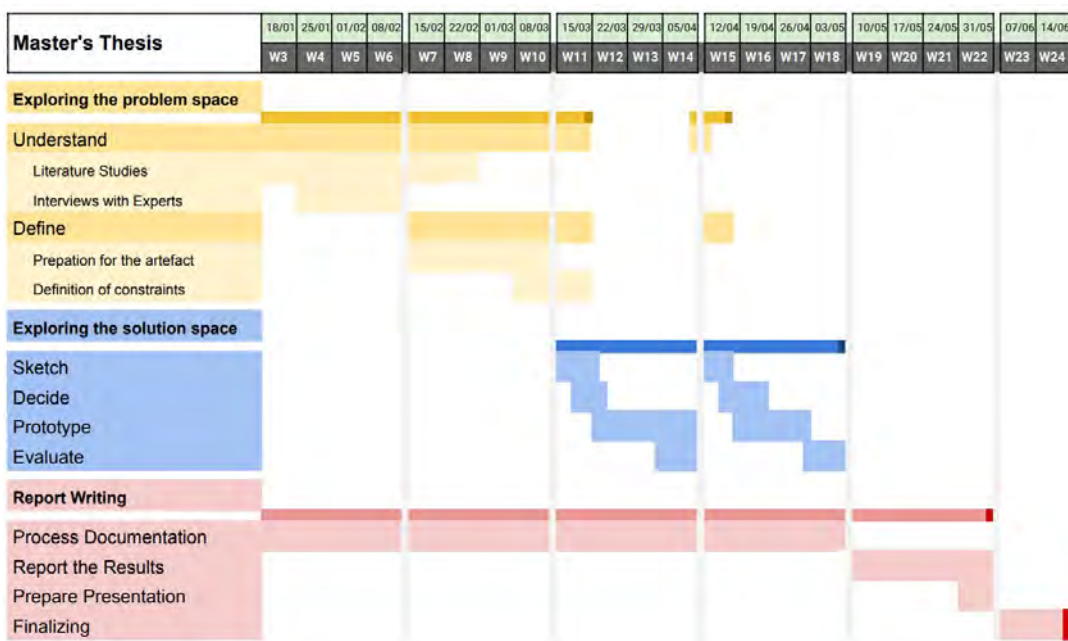 Master's Thesis
18/01 25/01 01/02 08/02 15/02 22/02 01/03 08/03 15/03 22/03 29/03 05/04 12/04 19/04 26/04 03/05 10/05 17/05 24/05 31/05 07/06 14/06
W3 W4 W5 W6 W7 W8 W9 W10 W11 W12 W13 W14 W15 W16 W17 W18 W19 W20 W21 W22 W23 W24
Exploring the problem space
Understand
Literature Studies
Interviews with Experts
Define
Prepation for the artefact
Definition of constraints
Exploring the solution space
Sketch
Decide
Prototype
Evaluate
Report Writing
Process Documentation
Report the Results
Prepare Presentation
Finalizing